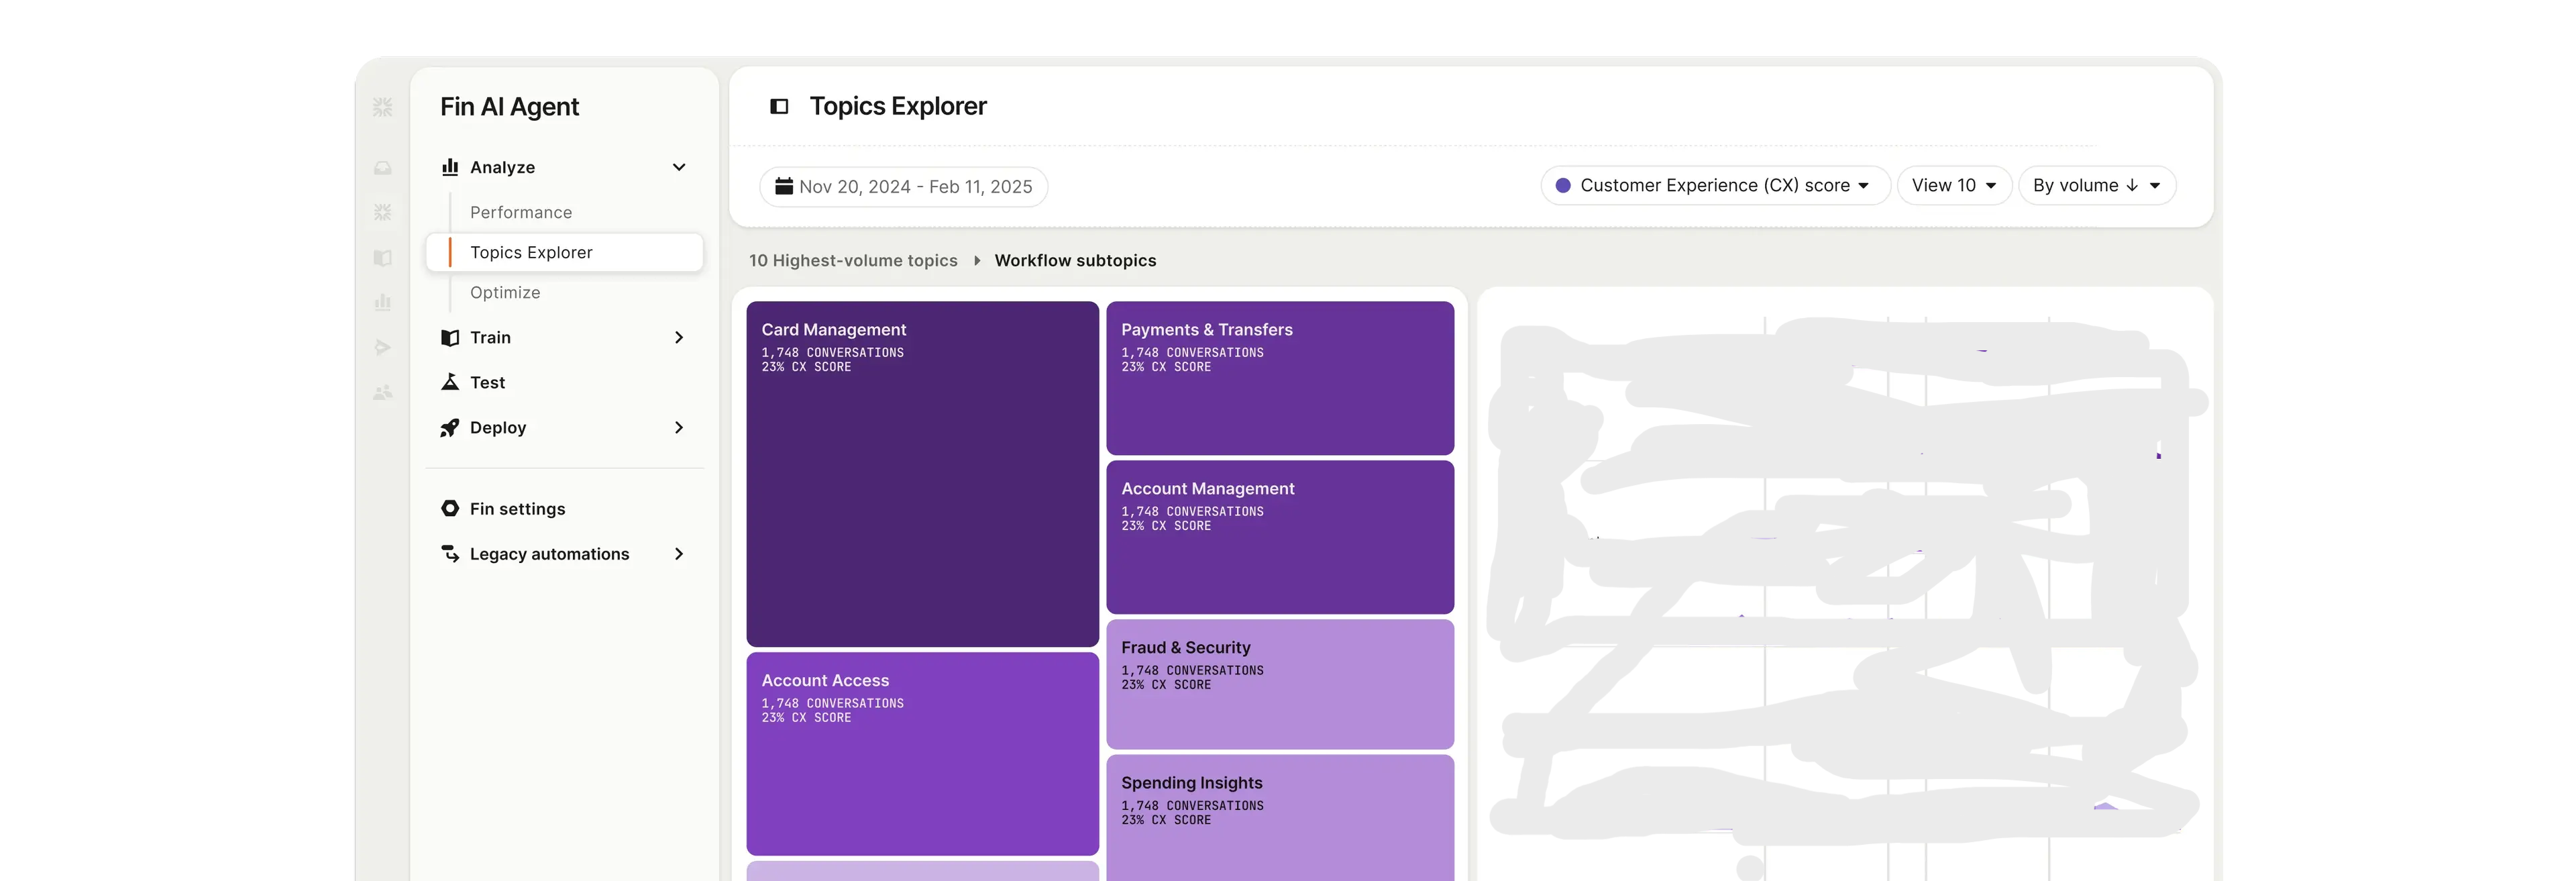 Fin AI Agent
Analyze
Performance
Topics Explorer
Optimize
Train
Test
Deploy
Fin settings
Legacy automations
Topics Explorer
Nov 20, 2024 - Feb 11, 2025
Customer Experience (CX) score
View 10
By volume ↓
10 Highest-volume topics
Workflow subtopics
Card Management
1,748 CONVERSATIONS
23% CX SCORE
Account Access
1,748 CONVERSATIONS
23% CX SCORE
Payments & Transfers
1,748 CONVERSATIONS
23% CX SCORE
Account Management
1,748 CONVERSATIONS
23% CX SCORE
Fraud & Security
1,748 CONVERSATIONS
23% CX SCORE
Spending Insights
1,748 CONVERSATIONS
23% CX SCORE